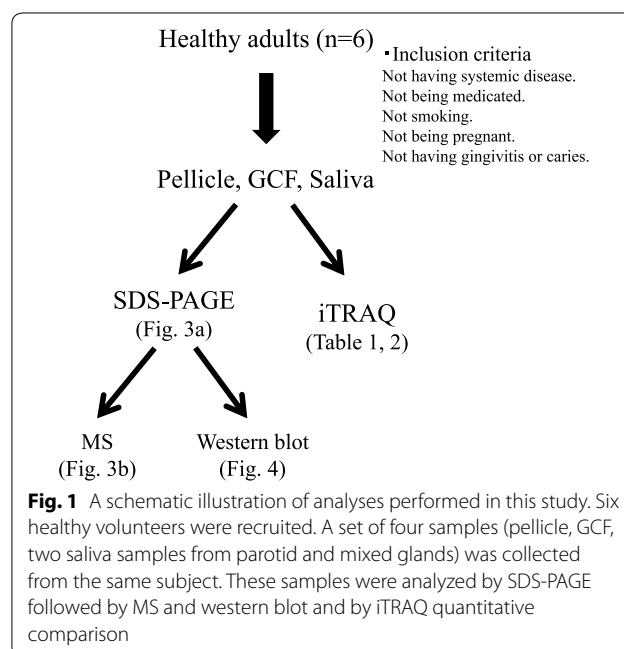 Healthy adults (n=6)
・Inclusion criteria
Not having systemic disease.
Not being medicated.
Not smoking.
Not being pregnant.
Not having gingivitis or caries.
Pellicle, GCF, Saliva
SDS-PAGE
(Fig. 3a)
iTRAQ
(Table 1, 2)
MS
(Fig. 3b)
Western blot
(Fig. 4)
Fig. 1 A schematic illustration of analyses performed in this study. Six
healthy volunteers were recruited. A set of four samples (pellicle, GCF,
two saliva samples from parotid and mixed glands) was collected
from the same subject. These samples were analyzed by SDS-PAGE
followed by MS and western blot and by iTRAQ quantitative
comparison